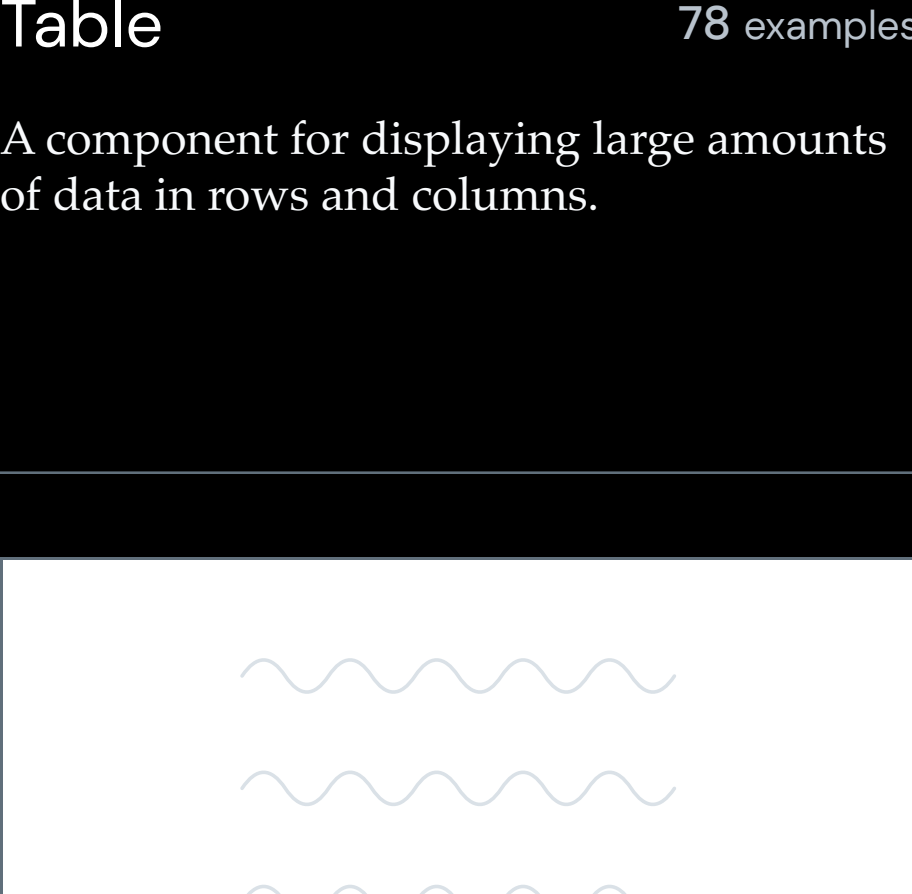 Table
78 examples
A component for displaying large amounts
of data in rows and columns.